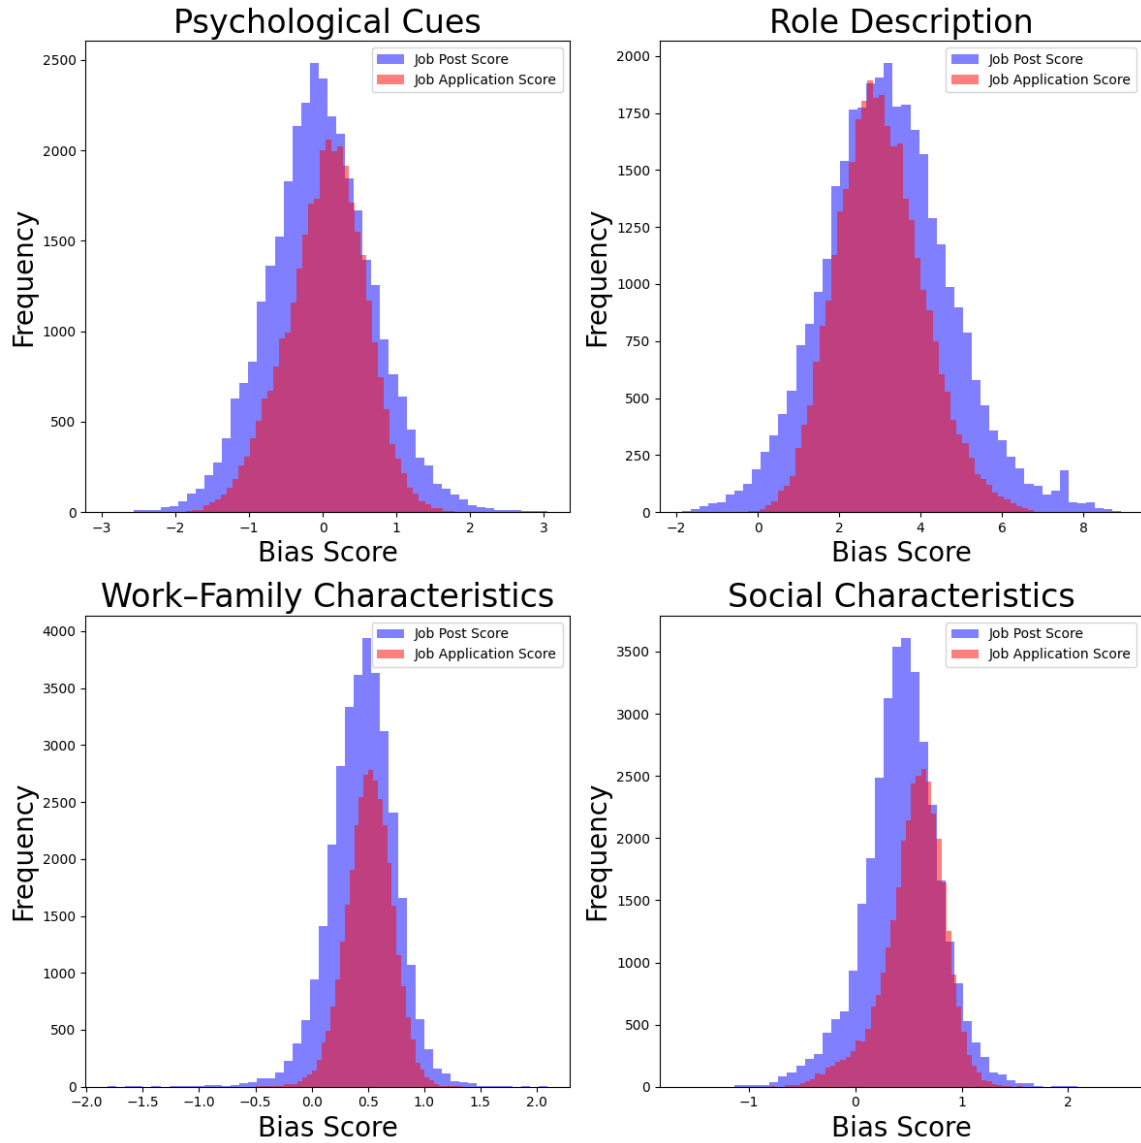 Psychological Cues
2500
2000
1500
1000
500
0
Frequency
−3
−2
−1
0
1
2
3
Bias Score
Job Post Score
Job Application Score
Role Description
2000
1750
1500
1250
1000
750
500
250
0
Frequency
−2
0
2
4
6
8
Bias Score
Job Post Score
Job Application Score
Work–Family Characteristics
4000
3500
3000
2500
2000
1500
1000
500
0
Frequency
−2.0
−1.5
−1.0
−0.5
0.0
0.5
1.0
1.5
2.0
Bias Score
Job Post Score
Job Application Score
Social Characteristics
3500
3000
2500
2000
1500
1000
500
0
Frequency
−1
0
1
2
Bias Score
Job Post Score
Job Application Score